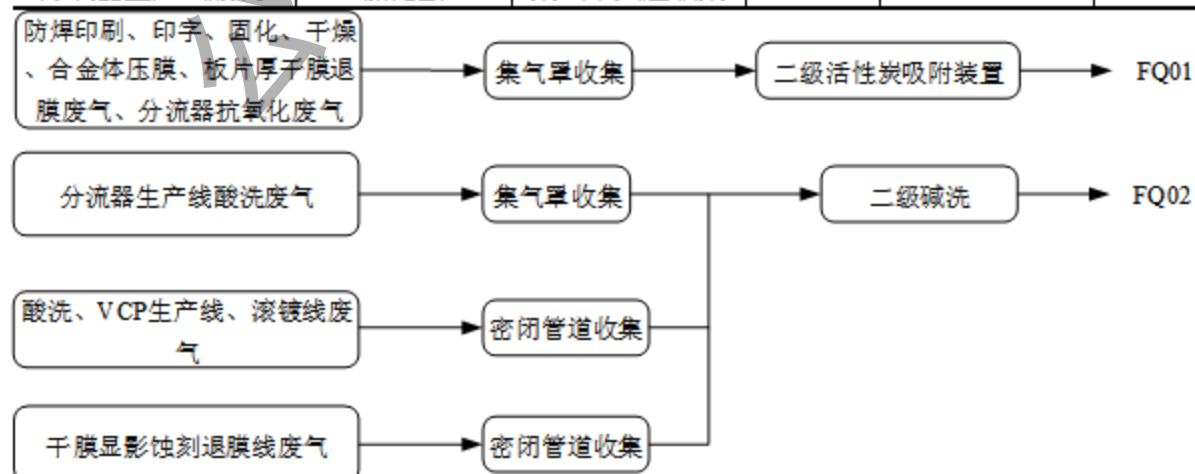 防焊印刷、印字、固化、干燥
、合金体压膜、板片厚干膜退
膜废气、分流器抗氧化废气
集气罩收集
二级活性炭吸附装置
FQ01
分流器生产线酸洗废气
集气罩收集
二级碱洗
FQ02
酸洗、VCP生产线、滚镀线废
气
密闭管道收集
干膜显影蚀刻退膜线废气
密闭管道收集